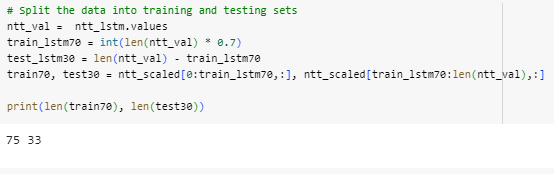 # Split the data into training and testing sets
ntt_val =  ntt_lstm.values
train_lstm70 = int(len(ntt_val) * 0.7)
test_lstm30 = len(ntt_val) - train_lstm70
train70, test30 = ntt_scaled[0:train_lstm70,:], ntt_scaled[train_lstm70:len(ntt_val),:]
print(len(train70), len(test30))
75 33